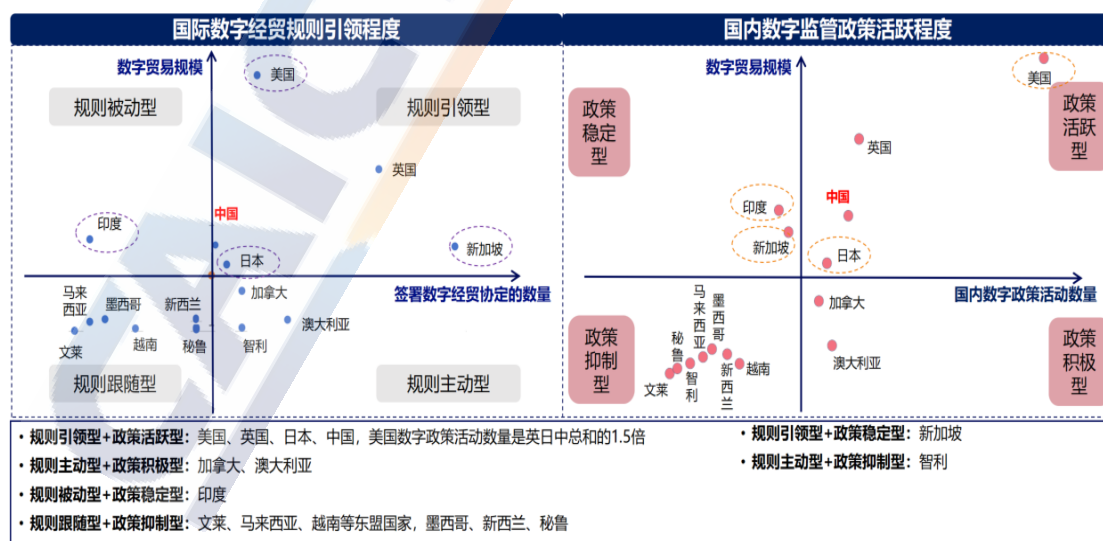 国际数字经贸规则引领程度
数字贸易规模
美国
规则被动型
规则引领型
英国
中国
印度
日本
新加坡
签署数字经贸协定的数量
马来
西亚
墨西哥
新西兰
加拿大
澳大利亚
文莱
越南
秘鲁
智利
规则跟随型
规则主动型
国内数字监管政策活跃程度
数字贸易规模
美国
政策
稳定
型
政策
活跃
型
英国
印度
中国
新加坡
日本
国内数字政策活动数量
加拿大
澳大利亚
政策
抑制
型
政策
积极
型
马来西亚
墨西哥
秘鲁
文莱
智利
新西兰
越南
• 规则引领型+政策活跃型：美国、英国、日本、中国，美国数字政策活动数量是英日中总和的1.5倍
• 规则主动型+政策积极型：加拿大、澳大利亚
• 规则被动型+政策稳定型：印度
• 规则跟随型+政策抑制型：文莱、马来西亚、越南等东盟国家，墨西哥、新西兰、秘鲁
• 规则引领型+政策稳定型：新加坡
• 规则主动型+政策抑制型：智利
CAIC